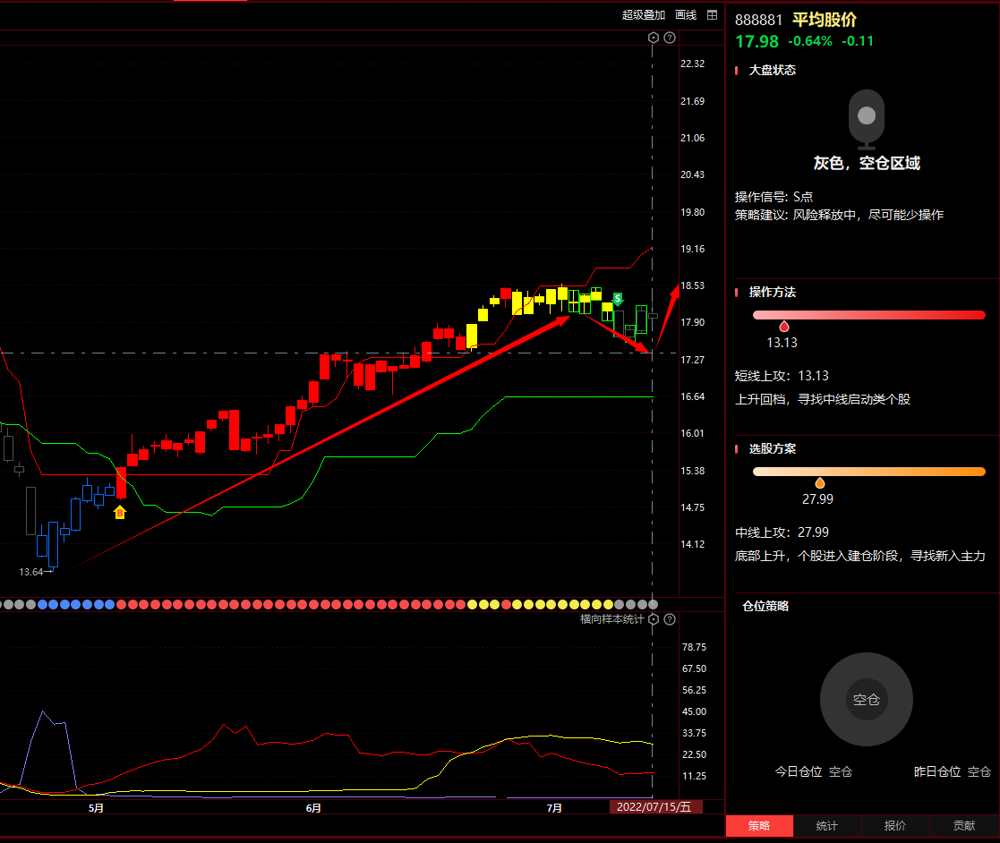 超级叠加 画线
22.32
21.69
21.06
20.43
19.80
19.16
18.53
17.90
17.27
16.64
16.01
15.38
14.75
14.12
S
B
13.64
横向样本统计
78.75
67.50
56.25
45.00
33.75
22.50
11.25
5月 6月 7月 2022/07/15/五
888881 平均股价
17.98 -0.64% -0.11
大盘状态
灰色，空仓区域
操作信号: S点
策略建议: 风险释放中，尽可能少操作
操作方法
13.13
短线上攻：13.13
上升回档，寻找中线启动类个股
选股方案
27.99
中线上攻：27.99
底部上升，个股进入建仓阶段，寻找新入主力
仓位策略
空仓
今日仓位 空仓 昨日仓位 空仓
策略 统计 报价 贡献